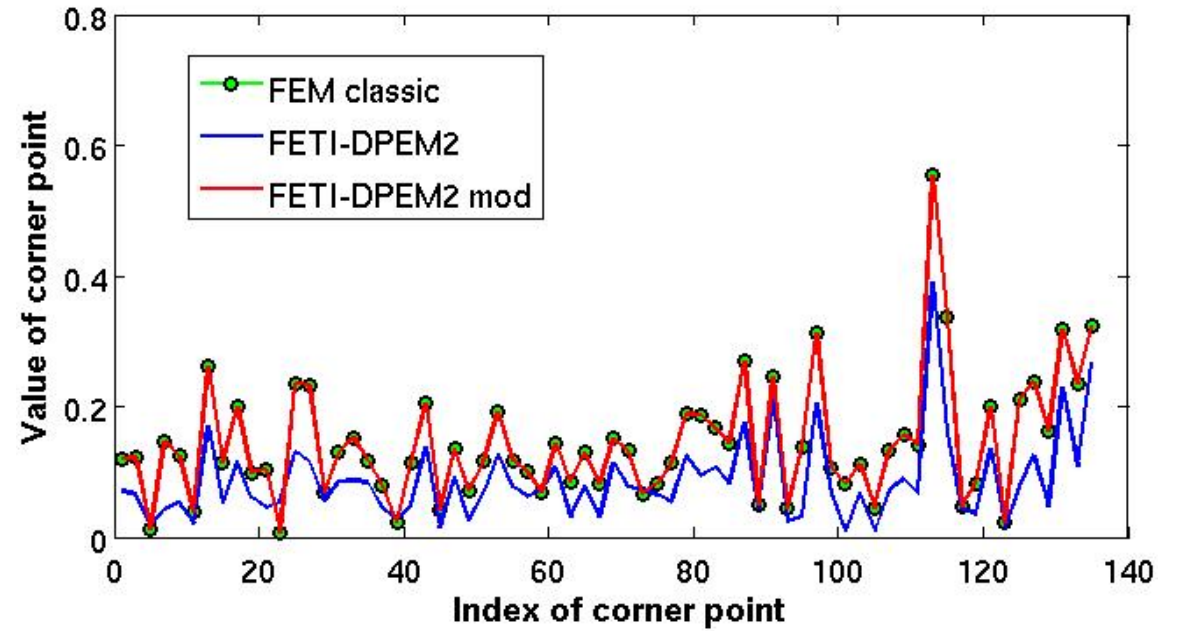 0.8
0.6
0.4
0.2
0
Value of corner point
FEM classic
FETI-DPEM2
FETI-DPEM2 mod
0 20 40 60 80 100 120 140
Index of corner point